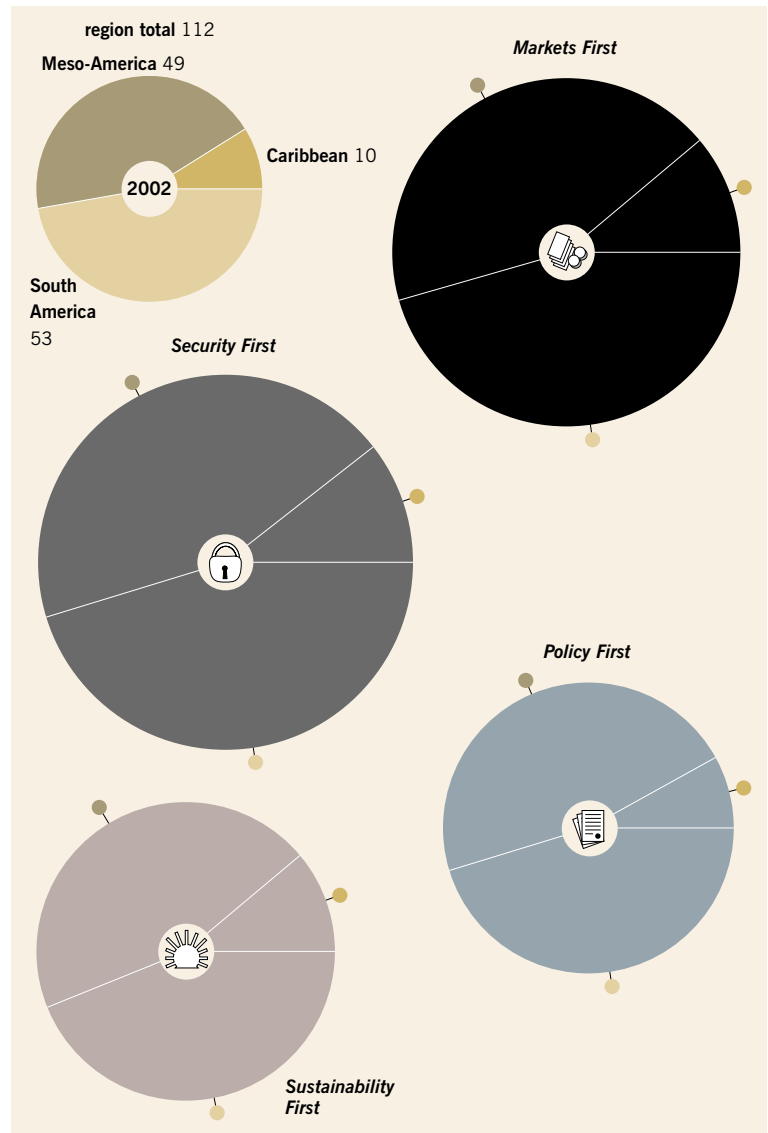 region total 112
Meso-America 49
Caribbean 10
2002
South
America
53
Markets First
Security First
Policy First
Sustainability
First